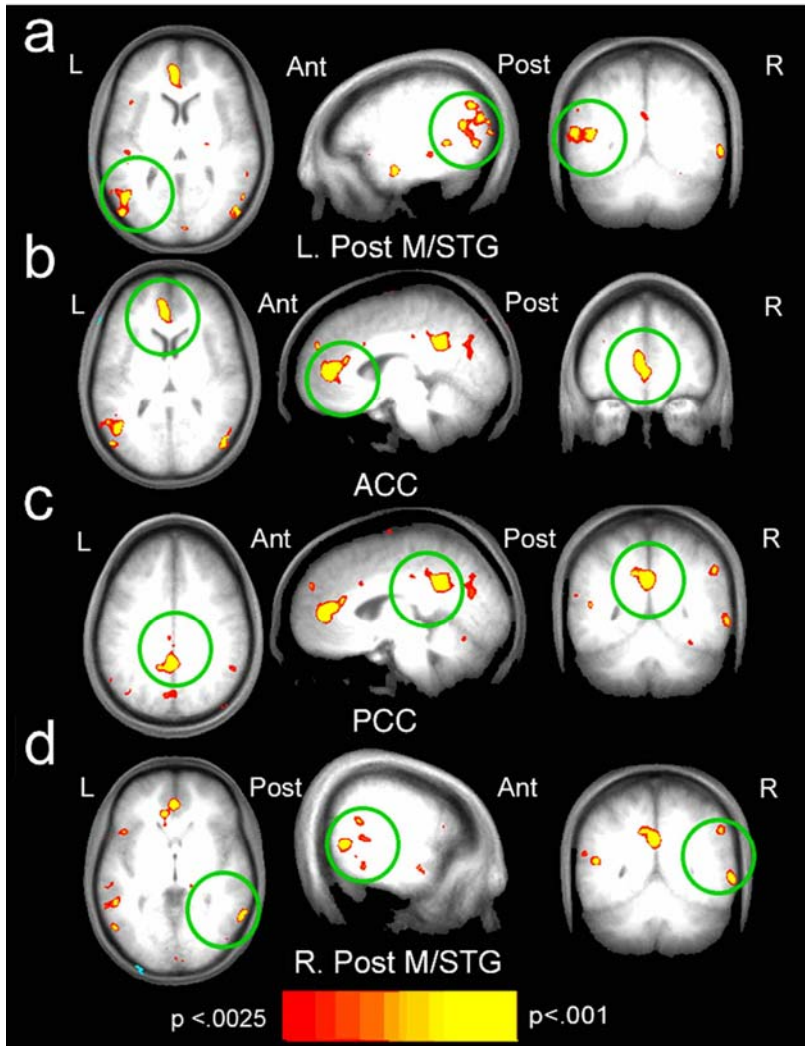 a
L Ant Post R
L. Post M/STG
b
L Ant Post R
ACC
c
L Ant Post R
PCC
d
L Post Ant R
R. Post M/STG
p <.0025 p<.001